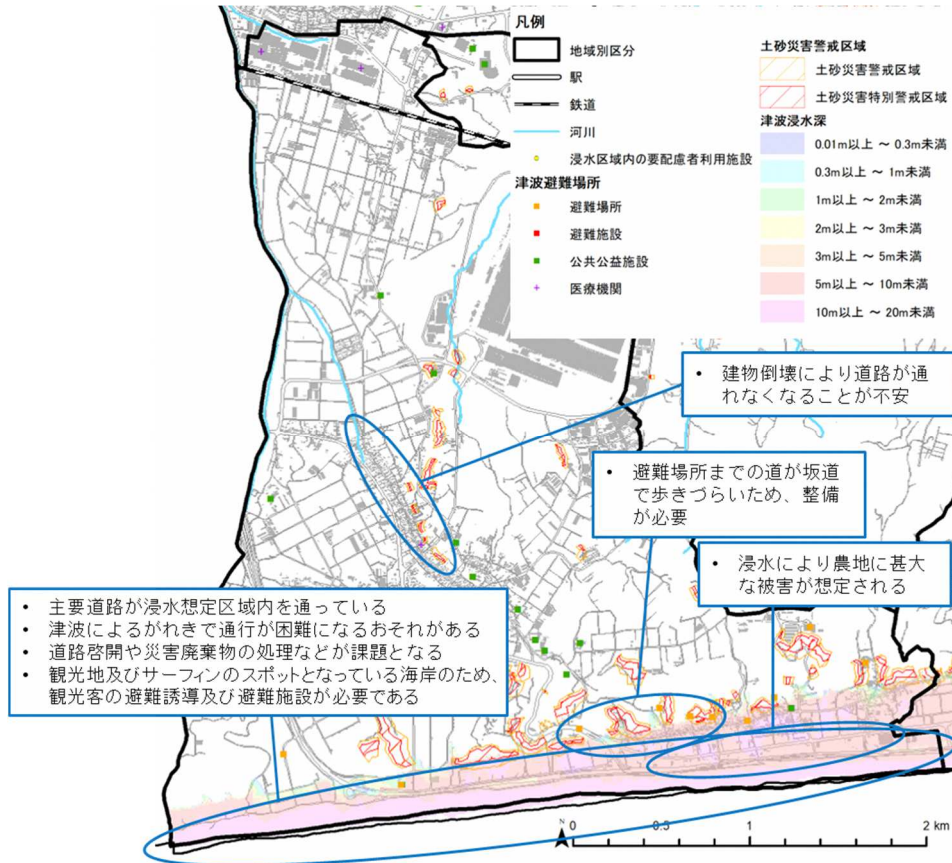 凡例
地域別区分
駅
鉄道
河川
浸水区域内の要配慮者利用施設
津波避難場所
避難場所
避難施設
公共公益施設
医療機関
土砂災害警戒区域
土砂災害警戒区域
土砂災害特別警戒区域
津波浸水深
0.01m以上 ～ 0.3m未満
0.3m以上 ～ 1m未満
1m以上 ～ 2m未満
2m以上 ～ 3m未満
3m以上 ～ 5m未満
5m以上 ～ 10m未満
10m以上 ～ 20m未満
• 建物倒壊により道路が通
れなくなることが不安
• 避難場所までの道が坂道
で歩きづらいため、整備
が必要
• 浸水により農地に甚大
な被害が想定される
• 主要道路が浸水想定区域内を通っている
• 津波によるがれきで通行が困難になるおそれがある
• 道路啓開や災害廃棄物の処理などが課題となる
• 観光地及びサーフィンのスポットとなっている海岸のため、
観光客の避難誘導及び避難施設が必要である
N
0 0.5 1 2 km